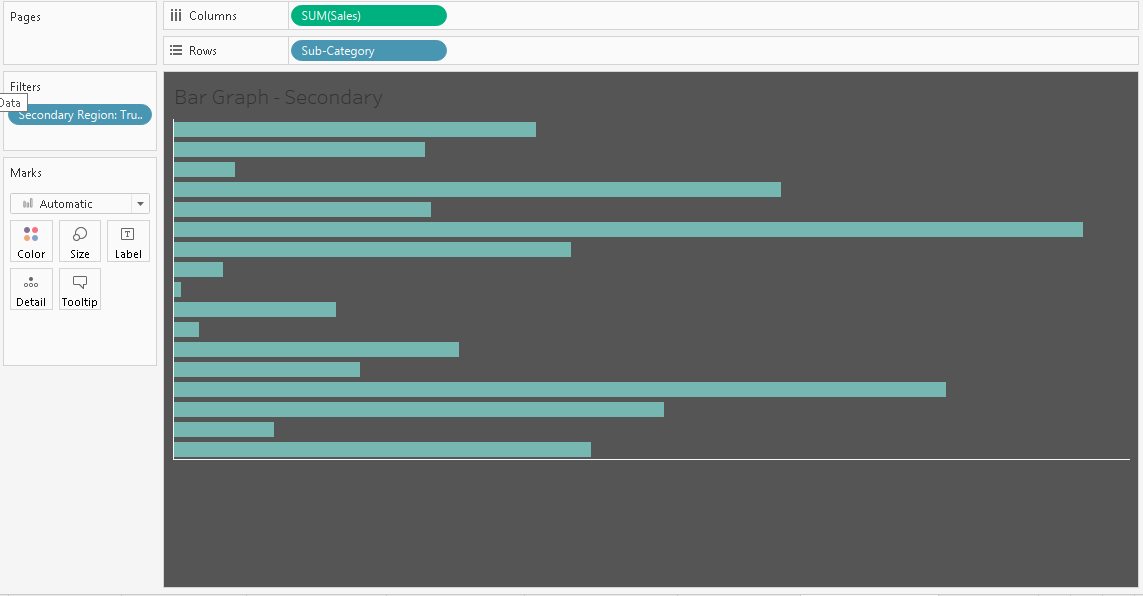 Pages
Columns
SUM(Sales)
Rows
Sub-Category
Filters
Data
Secondary Region: Tru..
Marks
Automatic
Color
Size
T
Label
Detail
Tooltip
Bar Graph - Secondary